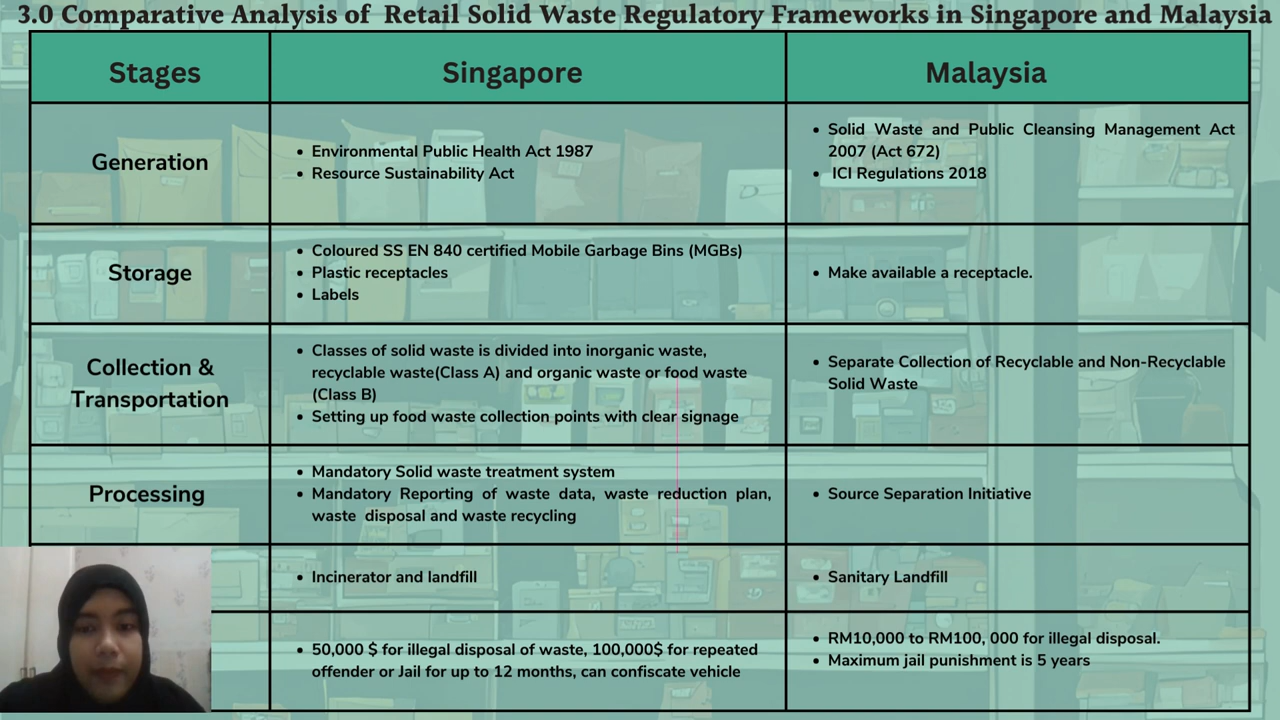 3.0 Comparative Analysis of Retail Solid Waste Regulatory Frameworks in Singapore and Malaysia
Stages
Singapore
Malaysia
Generation
• Environmental Public Health Act 1987
• Resource Sustainability Act
• Solid Waste and Public Cleansing Management Act
2007 (Act 672)
• ICI Regulations 2018
Storage
• Coloured SS EN 840 certified Mobile Garbage Bins (MGBs)
• Plastic receptacles
• Labels
• Make available a receptacle.
Collection &
Transportation
• Classes of solid waste is divided into inorganic waste,
recyclable waste(Class A) and organic waste or food waste
(Class B)
• Setting up food waste collection points with clear signage
• Separate Collection of Recyclable and Non-Recyclable
Solid Waste
Processing
• Mandatory Solid waste treatment system
• Mandatory Reporting of waste data, waste reduction plan,
waste disposal and waste recycling
• Source Separation Initiative
• Incinerator and landfill
• Sanitary Landfill
• 50,000 $ for illegal disposal of waste, 100,000$ for repeated
offender or Jail for up to 12 months, can confiscate vehicle
• RM10,000 to RM100, 000 for illegal disposal.
• Maximum jail punishment is 5 years